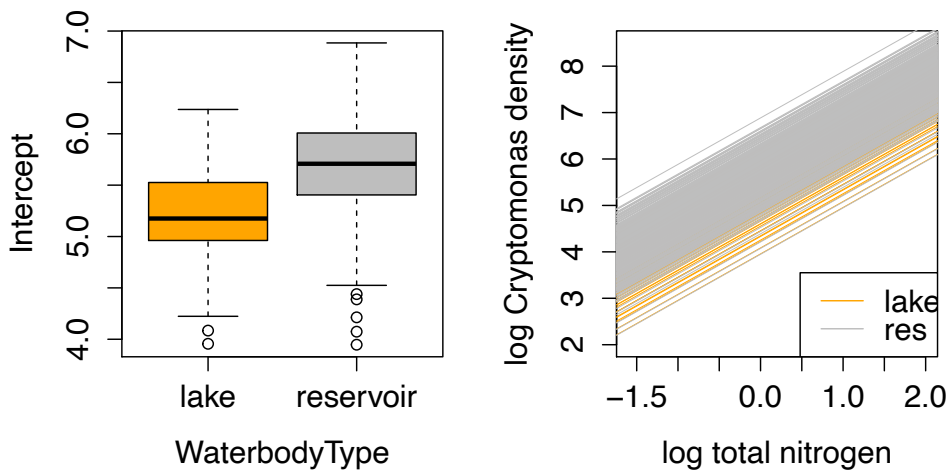 Intercept
7.0
6.0
5.0
4.0
lake
reservoir
WaterbodyType
log Cryptomonas density
8
7
6
5
4
3
2
lake
res
−1.5
0.0
1.0
2.0
log total nitrogen